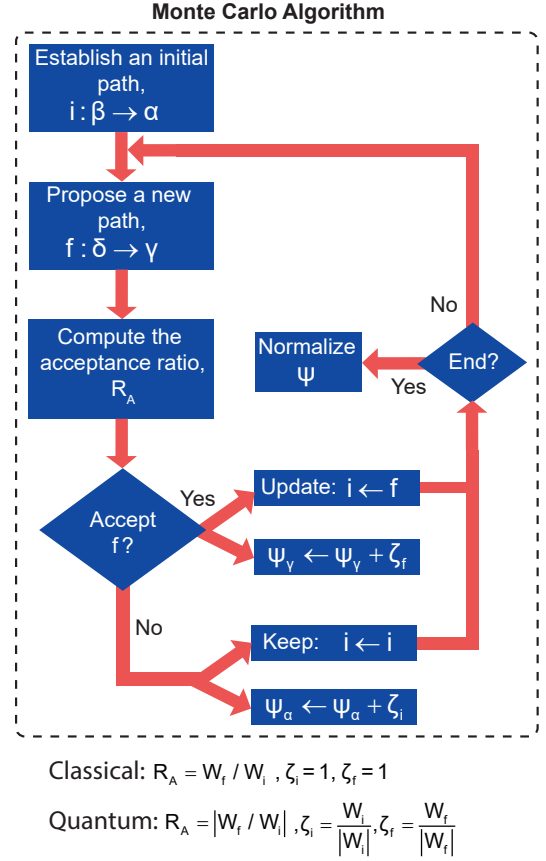 Monte Carlo Algorithm
Establish an initial
path,
i : β → α
Propose a new
path,
f : δ → γ
Compute the
acceptance ratio,
R_A
Accept
f ?
Yes
No
Update: i ← f
ψ_γ ← ψ_γ + ζ_f
Keep: i ← i
ψ_α ← ψ_α + ζ_i
End?
No
Yes
Normalize
ψ
Classical: R_A = W_f / W_i , ζ_i = 1, ζ_f = 1
Quantum: R_A = |W_f / W_i| , ζ_i = W_i / |W_i| , ζ_f = W_f / |W_f|